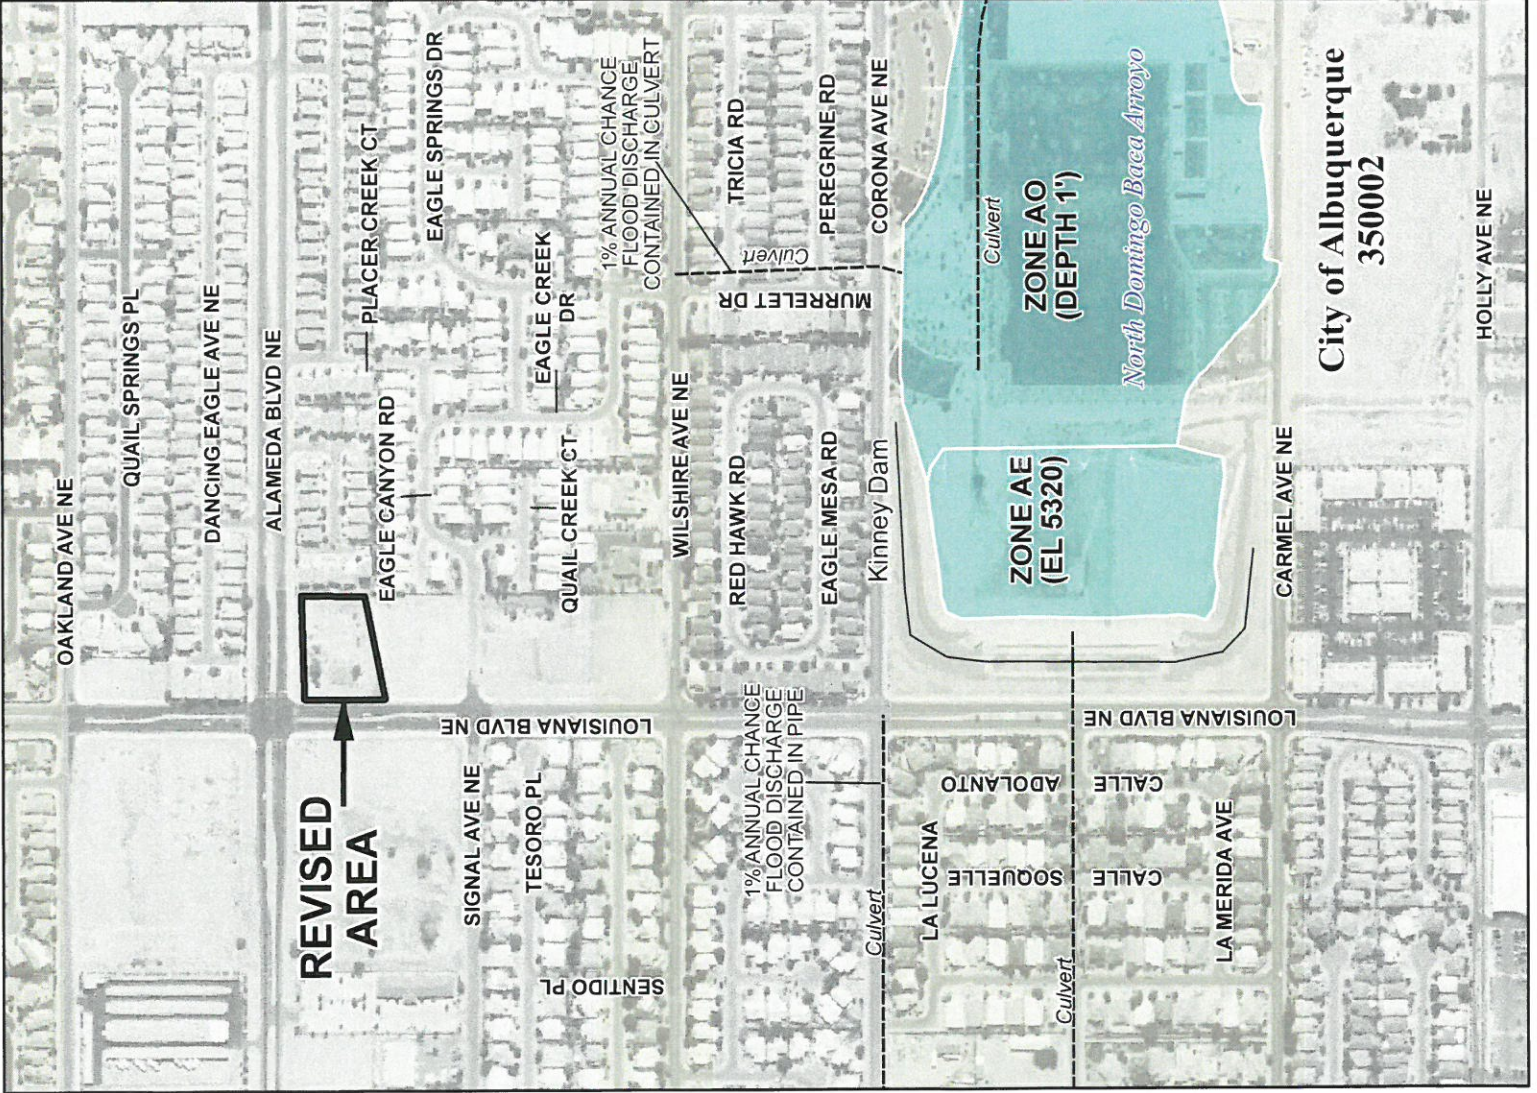 OAKLAND AVE NE
QUAIL SPRINGS PL
DANCING EAGLE AVE NE
ALAMEDA BLVD NE
REVISED
AREA
PLACER CREEK CT
EAGLE CANYON RD
EAGLE SPRINGS DR
EAGLE CREEK
DR
QUAIL CREEK CT
SIGNAL AVE NE
TESORO PL
SENTIDO PL
LOUISIANA BLVD NE
1% ANNUAL CHANCE
FLOOD DISCHARGE
CONTAINED IN CULVERT
WILSHIRE AVE NE
TRICIA RD
Culvert
MURRELET DR
PEREGRINE RD
CORONA AVE NE
RED HAWK RD
EAGLE MESA RD
Kinney Dam
1% ANNUAL CHANCE
FLOOD DISCHARGE
CONTAINED IN PIPE
Culvert
LA LUCENA
CALLE
ADOLANTO
CALLE
SOQUELLE
Culvert
LA MERIDA AVE
LOUISIANA BLVD NE
Culvert
ZONE AO
(DEPTH 1')
North Domingo Baca Arroyo
ZONE AE
(EL 5320)
CARMEL AVE NE
City of Albuquerque
350002
HOLLY AVE NE